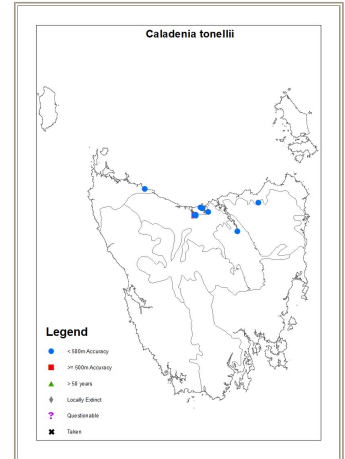 Caladenia tonellii
Legend
< 500m Accuracy
>= 500m Accuracy
> 50 years
Locally Extinct
Questionable
Taken